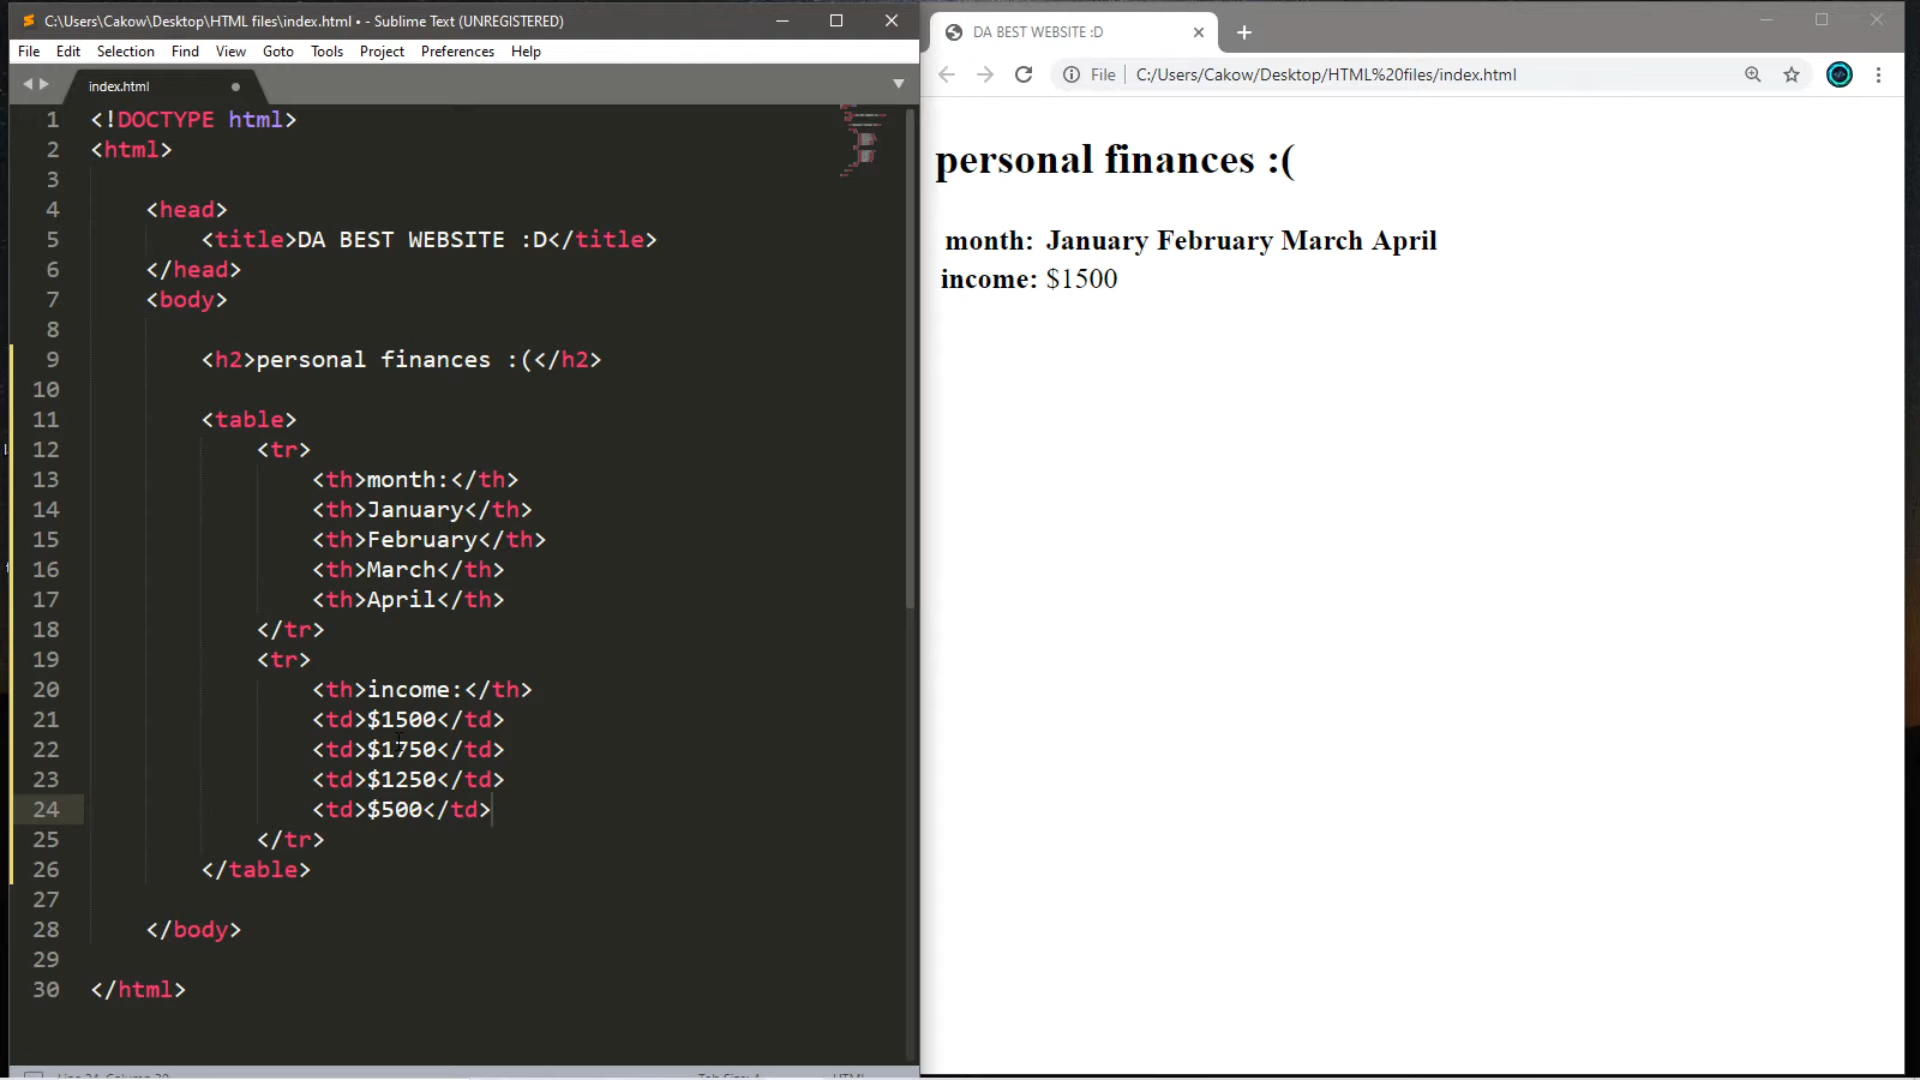 C:\Users\Cakow\Desktop\HTML files\index.html • - Sublime Text (UNREGISTERED)
File Edit Selection Find View Goto Tools Project Preferences Help
index.html
1 <!DOCTYPE html>
2 <html>
3
4 <head>
5 <title>DA BEST WEBSITE :D</title>
6 </head>
7 <body>
8
9 <h2>personal finances :(</h2>
10
11 <table>
12 <tr>
13 <th>month:</th>
14 <th>January</th>
15 <th>February</th>
16 <th>March</th>
17 <th>April</th>
18 </tr>
19 <tr>
20 <th>income:</th>
21 <td>$1500</td>
22 <td>$1750</td>
23 <td>$1250</td>
24 <td>$500</td>
25 </tr>
26 </table>
27
28 </body>
29
30 </html>
DA BEST WEBSITE :D
File C:/Users/Cakow/Desktop/HTML%20files/index.html
personal finances :(
month: January February March April
income: $1500